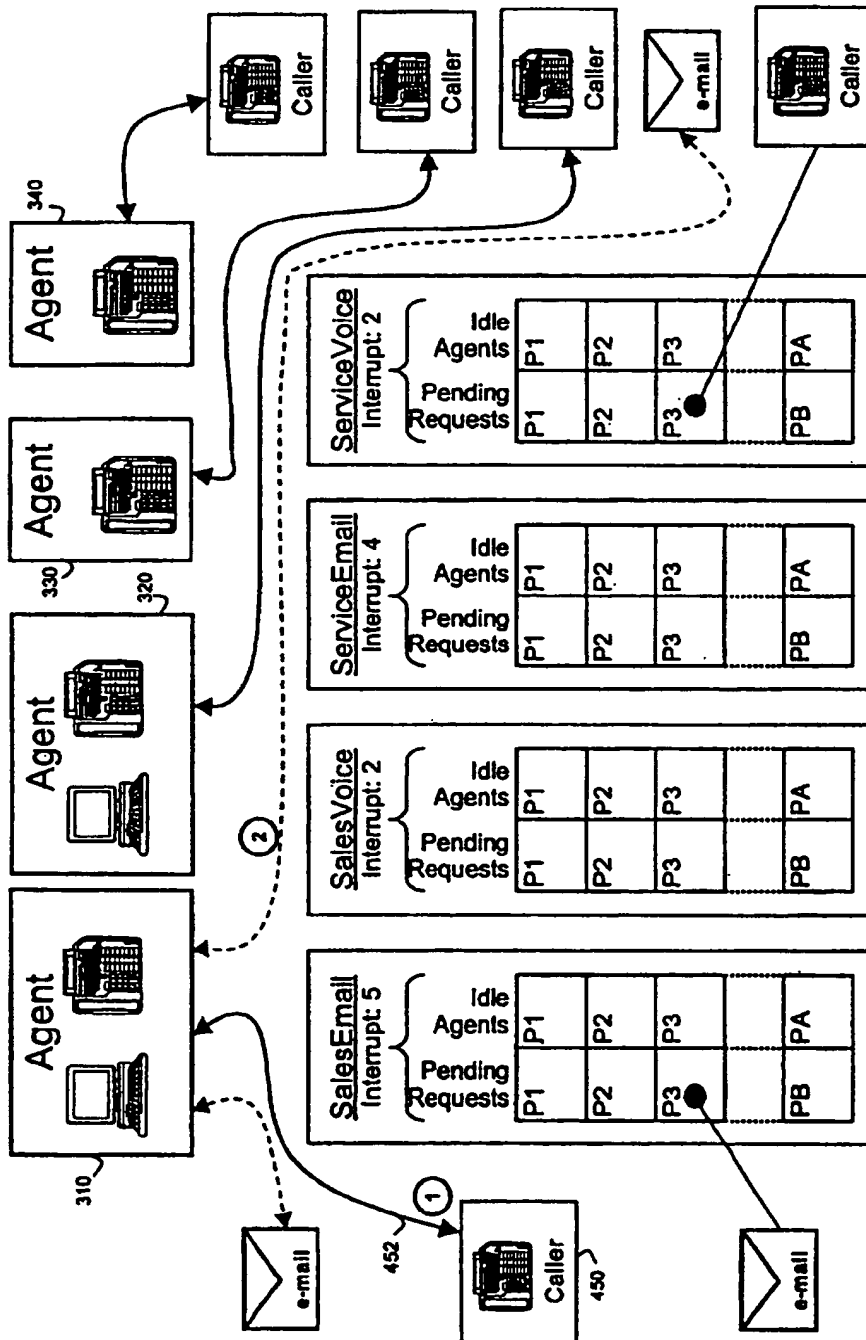 310
Agent
Agent
320
330
Agent
340
Agent
e-mail
452
1
2
Caller
450
Caller
Caller
Caller
e-mail
SalesEmail
Interrupt: 5
Pending Requests
Idle Agents
P1 P1
P2 P2
P3 P3
PB PA
SalesVoice
Interrupt: 2
Pending Requests
Idle Agents
P1 P1
P2 P2
P3 P3
PB PA
ServiceEmail
Interrupt: 4
Pending Requests
Idle Agents
P1 P1
P2 P2
P3 P3
PB PA
ServiceVoice
Interrupt: 2
Pending Requests
Idle Agents
P1 P1
P2 P2
P3 P3
PB PA
e-mail
Caller